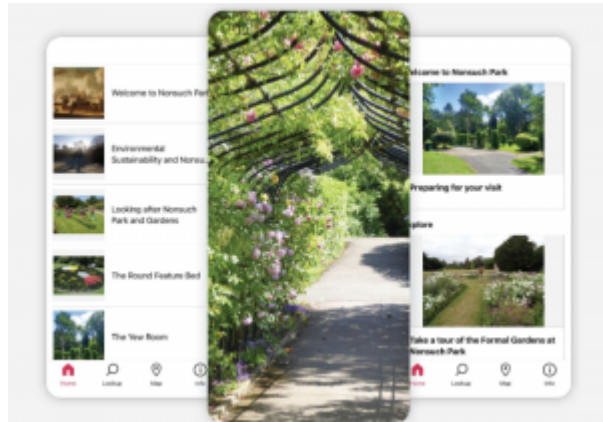 Welcome to Nonsuch Par
Environmental
Sustainability and Nonsu...
Looking after Nonsuch
Park and Gardens
The Round Feature Bed
The Yew Room
Home
Lookup
Map
Info
elcome to Nonsuch Park
Preparing for your visit
xplore
Take a tour of the Formal Gardens at
Nonsuch Park
Home
Lookup
Map
Info